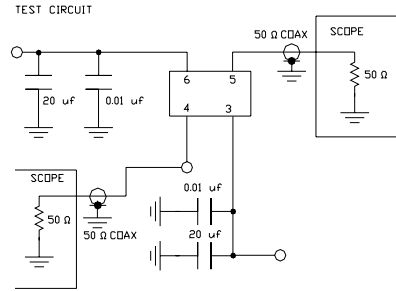 TEST CIRCUIT
50 Ω COAX
SCOPE
50 Ω
20 uf
0.01 uf
6 5
4 3
SCOPE
50 Ω
50 Ω COAX
0.01 uf
20 uf